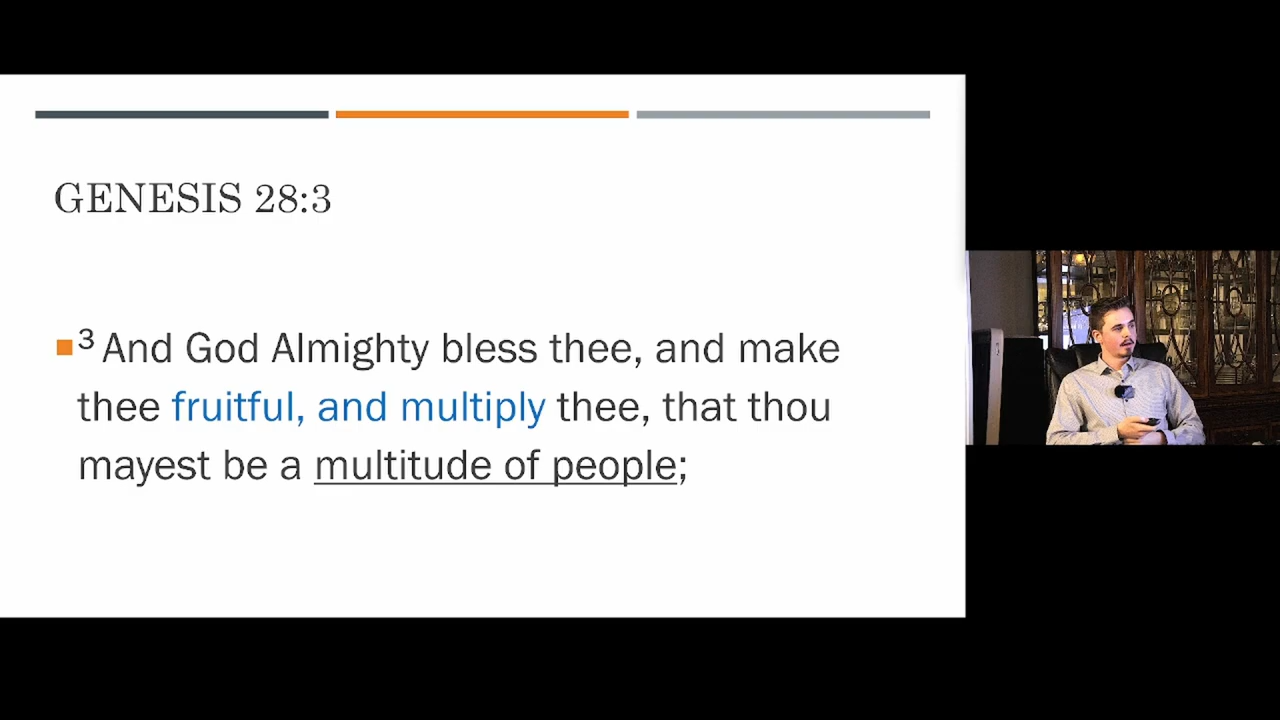 GENESIS 28:3
3 And God Almighty bless thee, and make
thee fruitful, and multiply thee, that thou
mayest be a multitude of people;